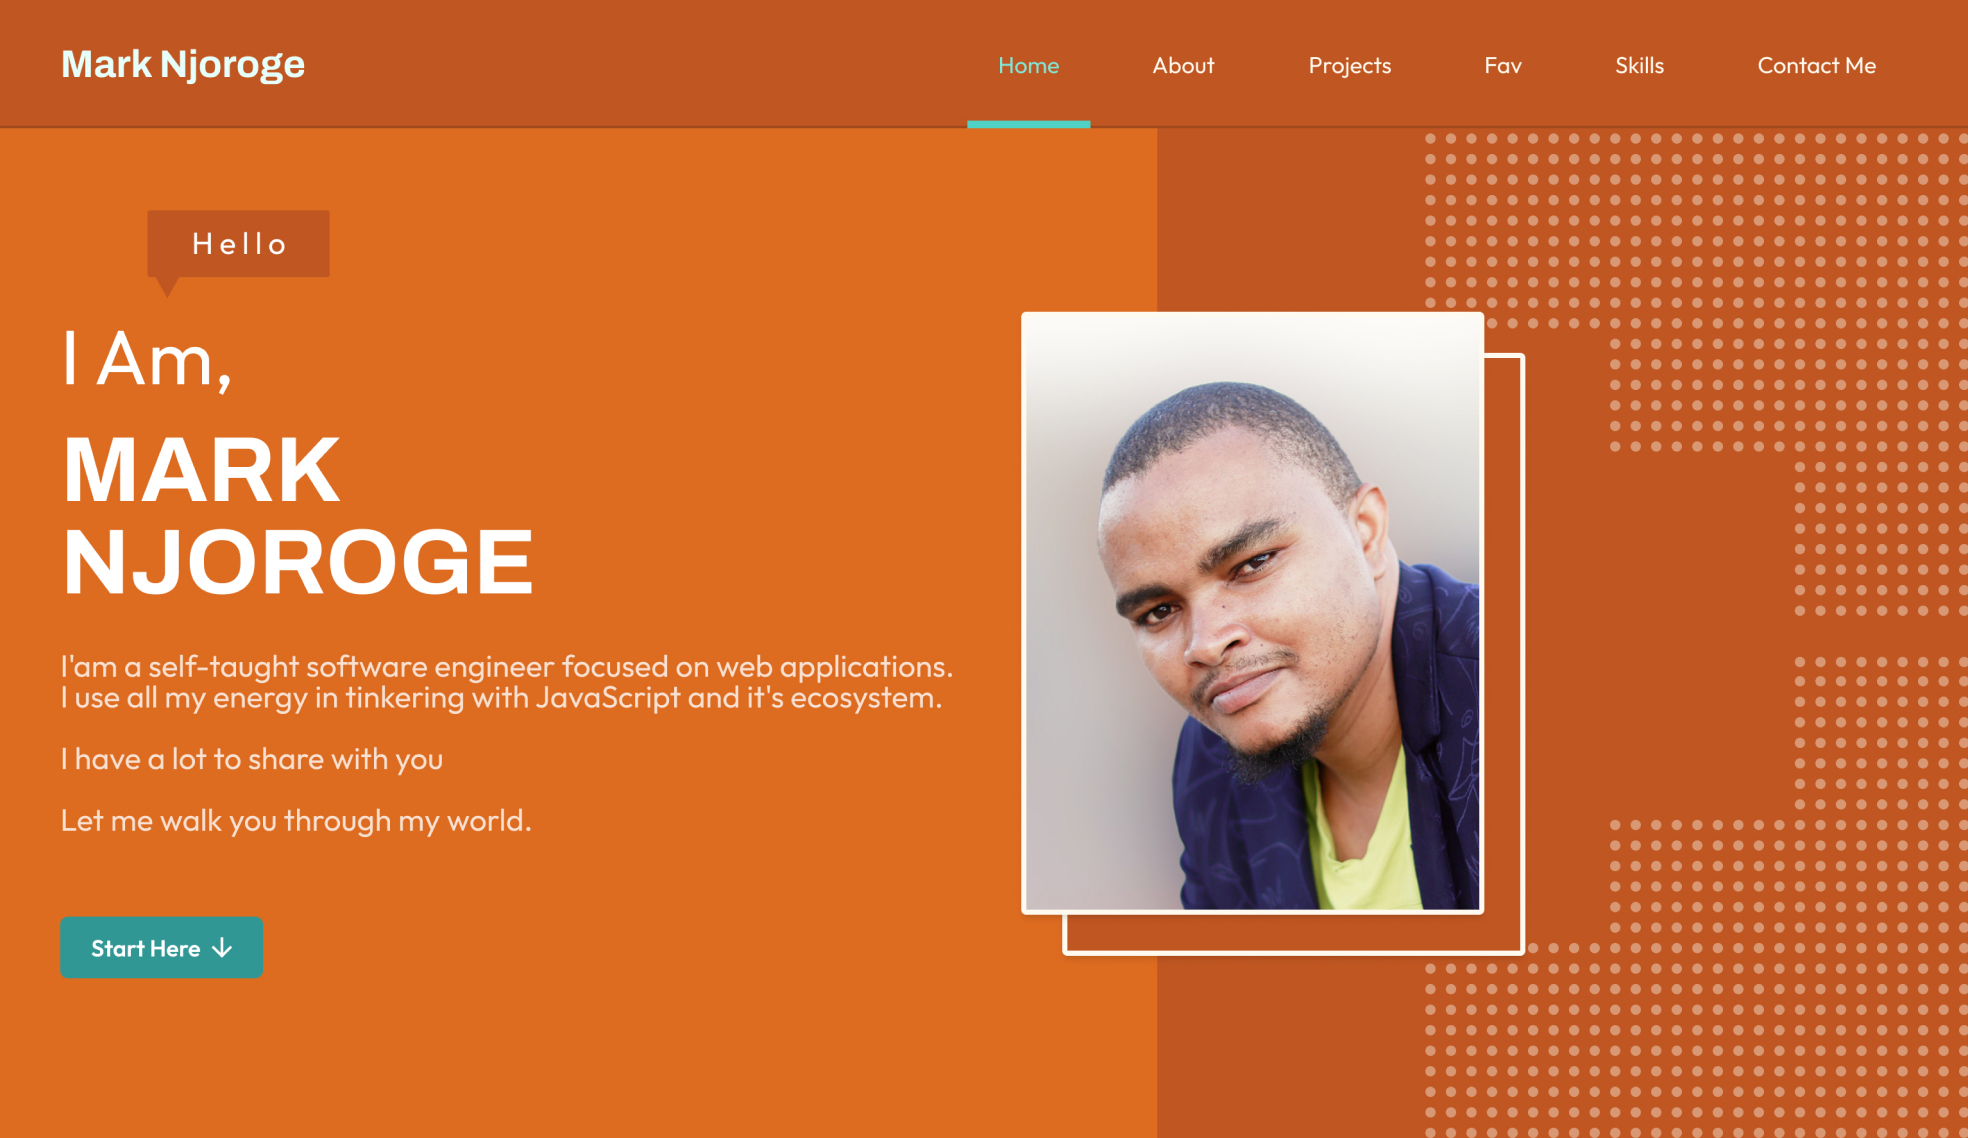 Mark Njoroge
Home
About
Projects
Fav
Skills
Contact Me
Hello
I Am,
MARK
NJOROGE
I'am a self-taught software engineer focused on web applications.
I use all my energy in tinkering with JavaScript and it's ecosystem.
I have a lot to share with you
Let me walk you through my world.
Start Here ↓